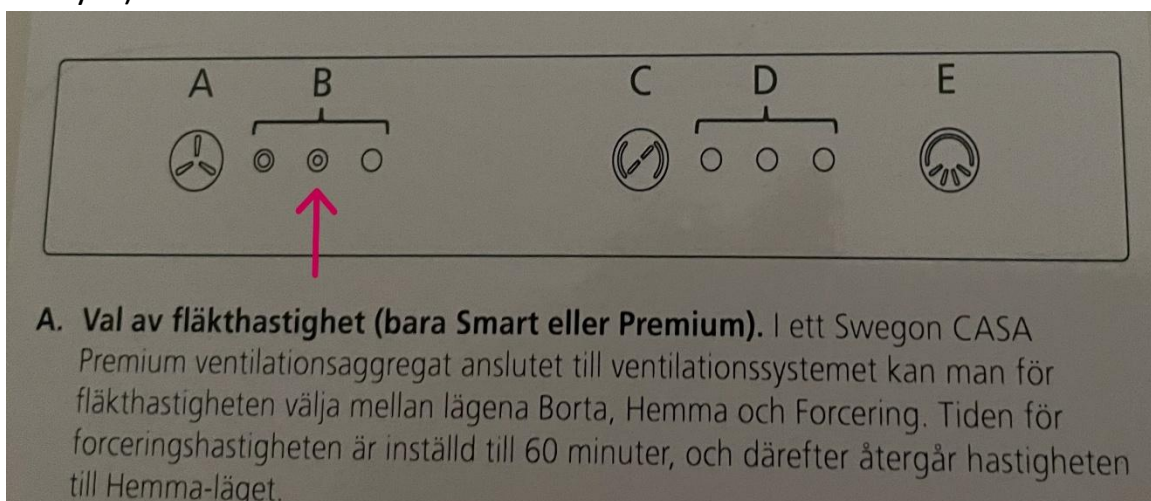 A B C D E
A. Val av fläkthastighet (bara Smart eller Premium). I ett Swegon CASA
Premium ventilationsaggregat anslutet till ventilationssystemet kan man för
fläkthastigheten välja mellan lägena Borta, Hemma och Forcering. Tiden för
forceringshastigheten är inställd till 60 minuter, och därefter återgår hastigheten
till Hemma-läget.